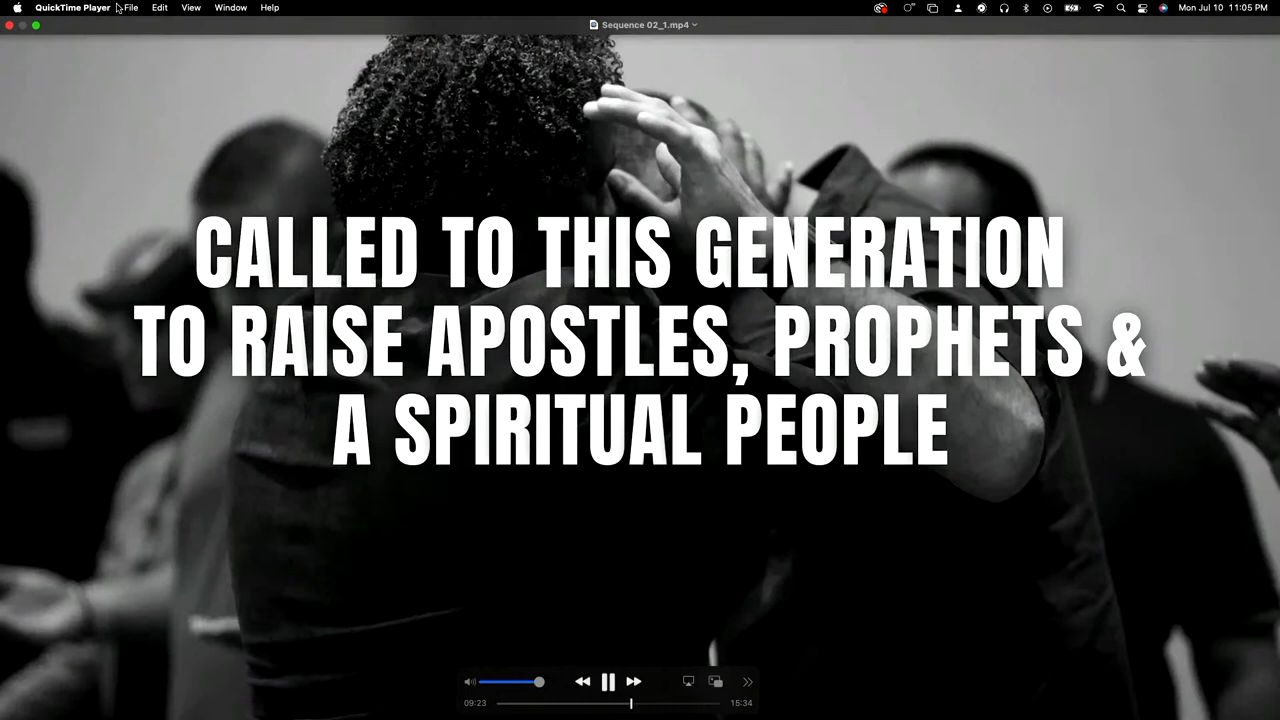 QuickTime Player File Edit View Window Help Mon Jul 10 11:05 PM
Sequence 02_1.mp4
CALLED TO THIS GENERATION
TO RAISE APOSTLES, PROPHETS &
A SPIRITUAL PEOPLE
09:23 15:34